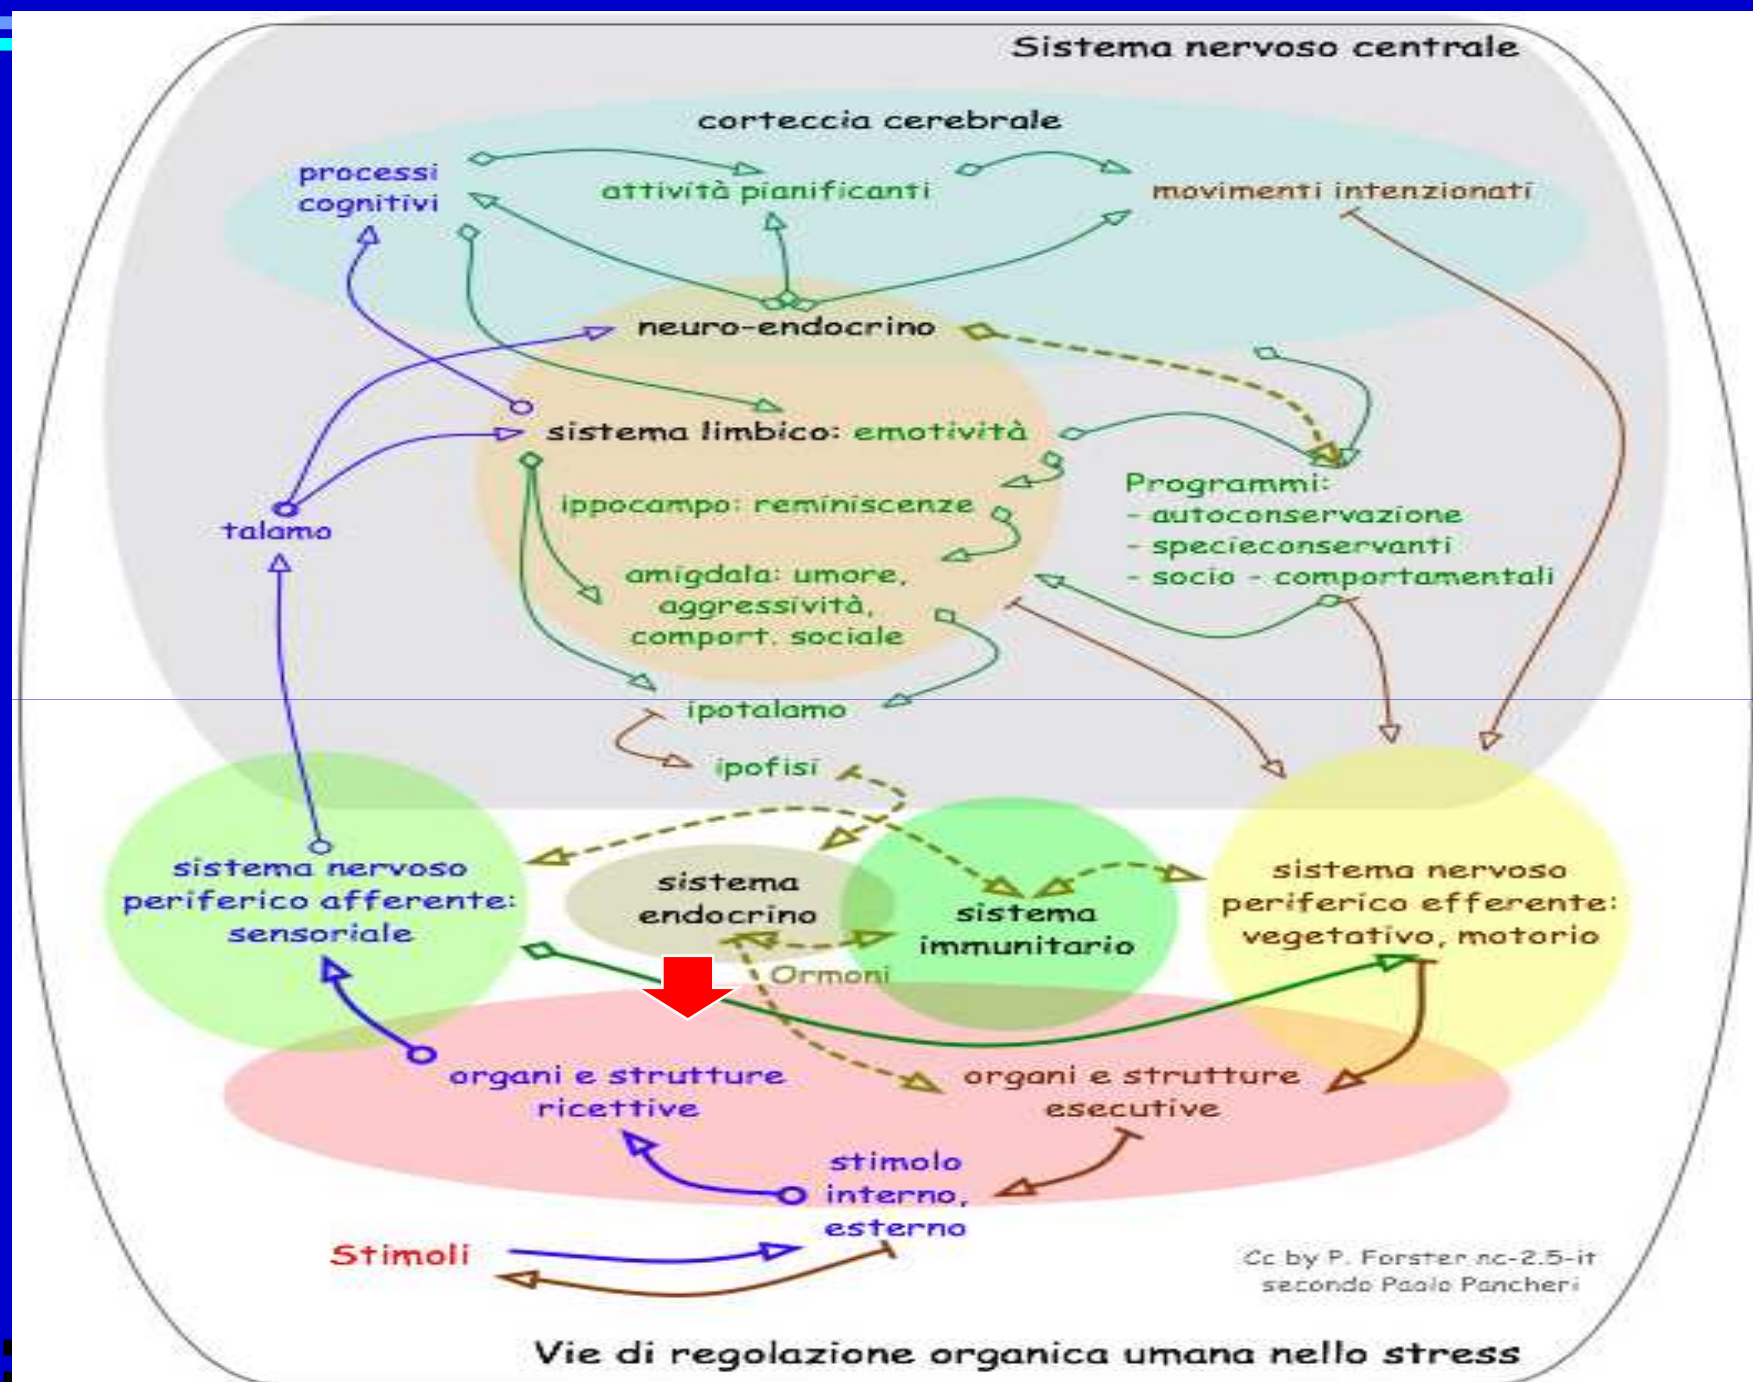 Sistema nervoso centrale
corteccia cerebrale
processi
cognitivi
attività pianificanti
movimenti intenzionati
neuro-endocrino
sistema limbico: emotività
ippocampo: reminiscenze
amigdala: umore,
aggressività,
comport. sociale
Programmi:
- autoconservazione
- specieconservanti
- socio - comportamentali
talamo
ipotalamo
ipofisi
sistema nervoso
periferico afferente:
sensoriale
sistema
endocrino
sistema
immunitario
sistema nervoso
periferico efferente:
vegetativo, motorio
Ormoni
organi e strutture
ricettive
organi e strutture
esecutive
stimolo
interno,
esterno
Stimoli
Cc by P. Forster nc-2.5-it
secondo Paolo Pancheri
Vie di regolazione organica umana nello stress